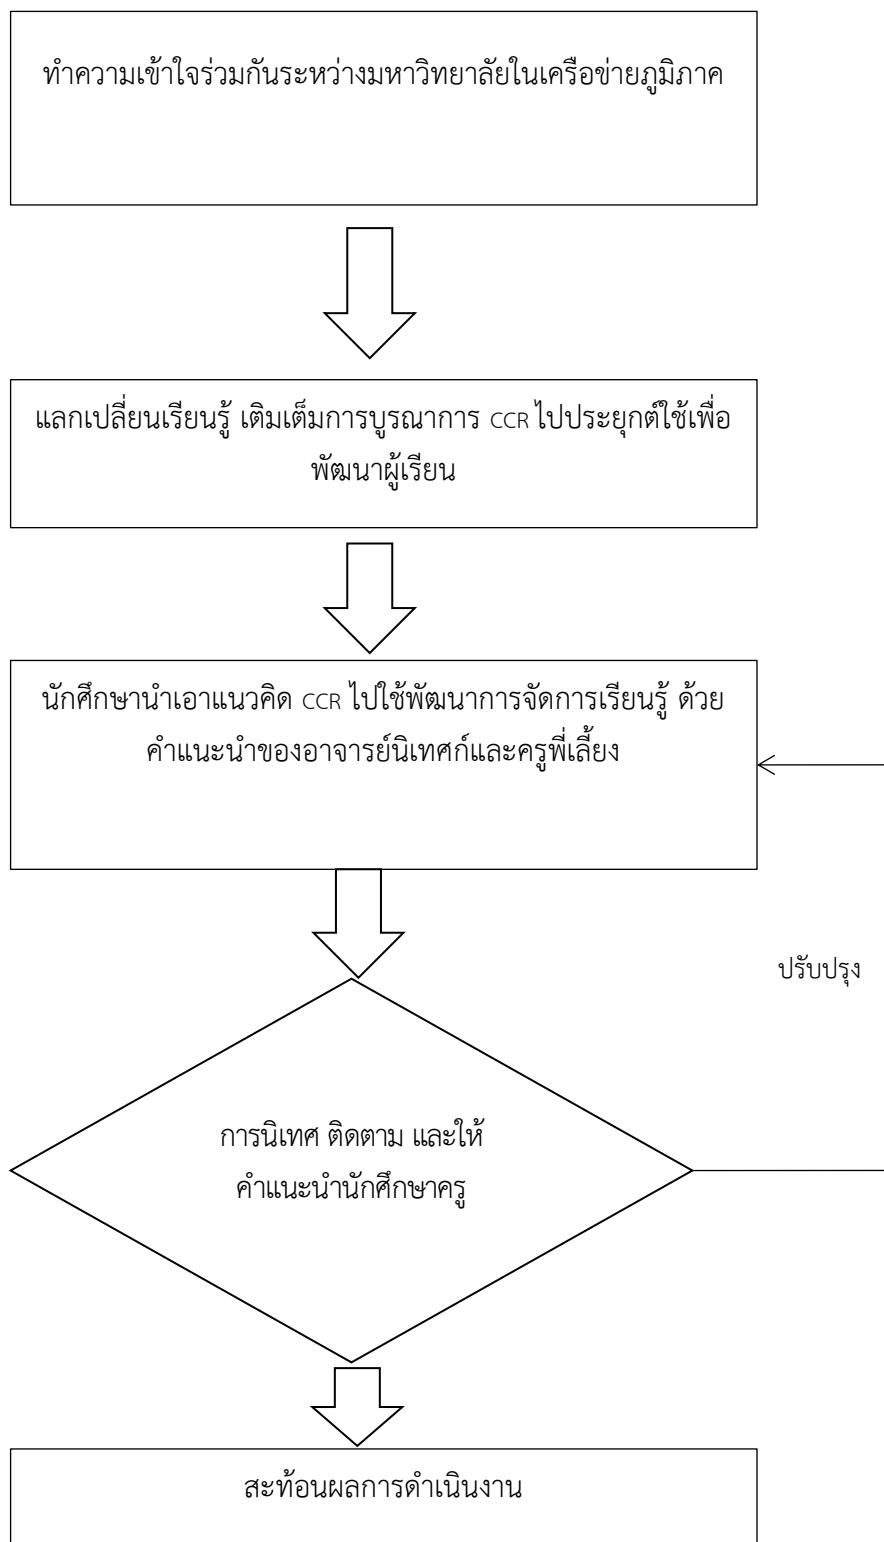 ทำความเข้าใจร่วมกันระหว่างมหาวิทยาลัยในเครือข่ายภูมิภาค
แลกเปลี่ยนเรียนรู้ เติมเต็มการบูรณาการ CCR ไปประยุกต์ใช้เพื่อ
พัฒนาผู้เรียน
นักศึกษานำเอาแนวคิด CCR ไปใช้พัฒนาการจัดการเรียนรู้ ด้วย
คำแนะนำของอาจารย์นิเทศก์และครูพี่เลี้ยง
ปรับปรุง
การนิเทศ ติดตาม และให้
คำแนะนำนักศึกษาครู
สะท้อนผลการดำเนินงาน